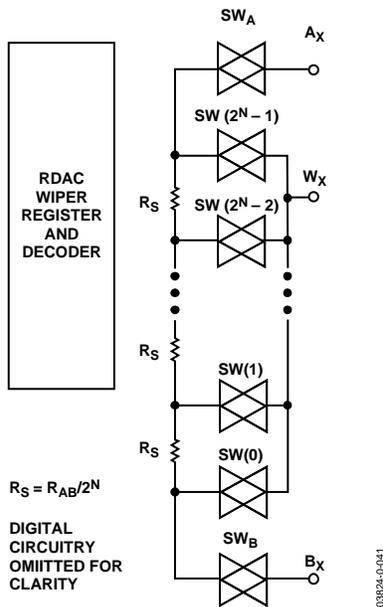 SWA
AX
SW (2N – 1)
RDAC
WIPER
REGISTER
AND
DECODER
WX
RS
SW (2N – 2)
RS
SW(1)
RS
SW(0)
RS = RAB/2N
DIGITAL
CIRCUITRY
OMIITTED FOR
CLARITY
SWB
BX
03824-0-041